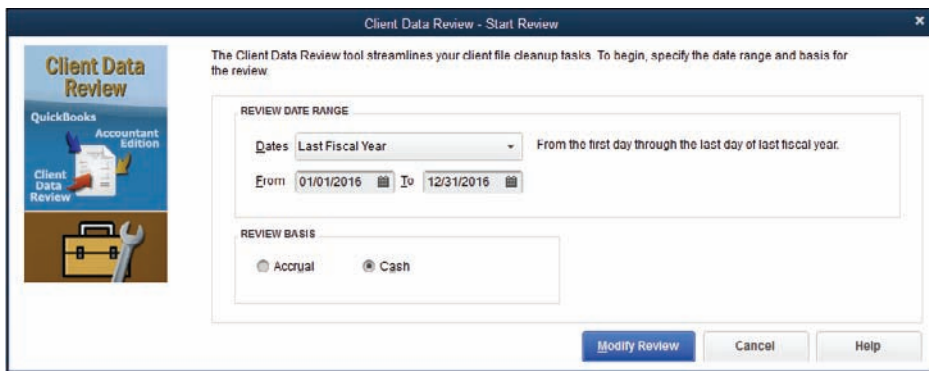 Client Data Review - Start Review
Client Data
Review
QuickBooks
Accountant
Edition
Client
Data
Review
The Client Data Review tool streamlines your client file cleanup tasks. To begin, specify the date range and basis for
the review.
REVIEW DATE RANGE
Dates Last Fiscal Year From the first day through the last day of last fiscal year.
From 01/01/2016 To 12/31/2016
REVIEW BASIS
Accrual Cash
Modify Review Cancel Help